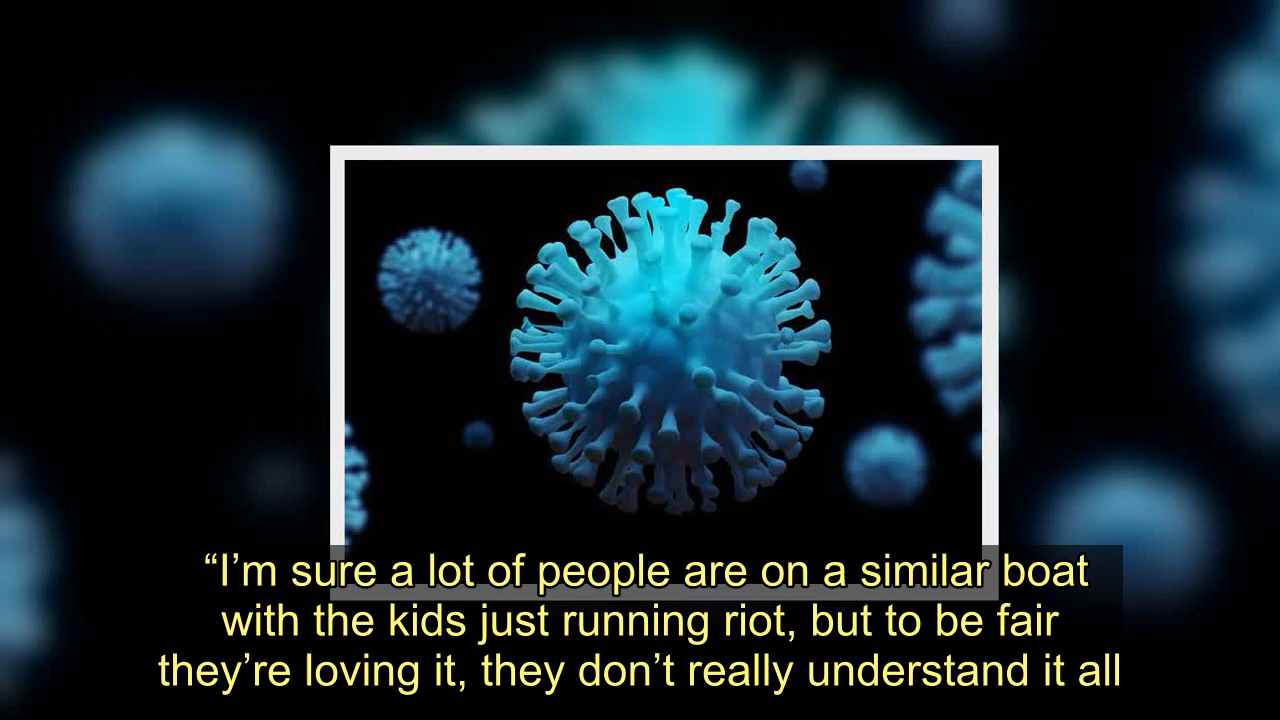 “I’m sure a lot of people are on a similar boat
with the kids just running riot, but to be fair
they’re loving it, they don’t really understand it all